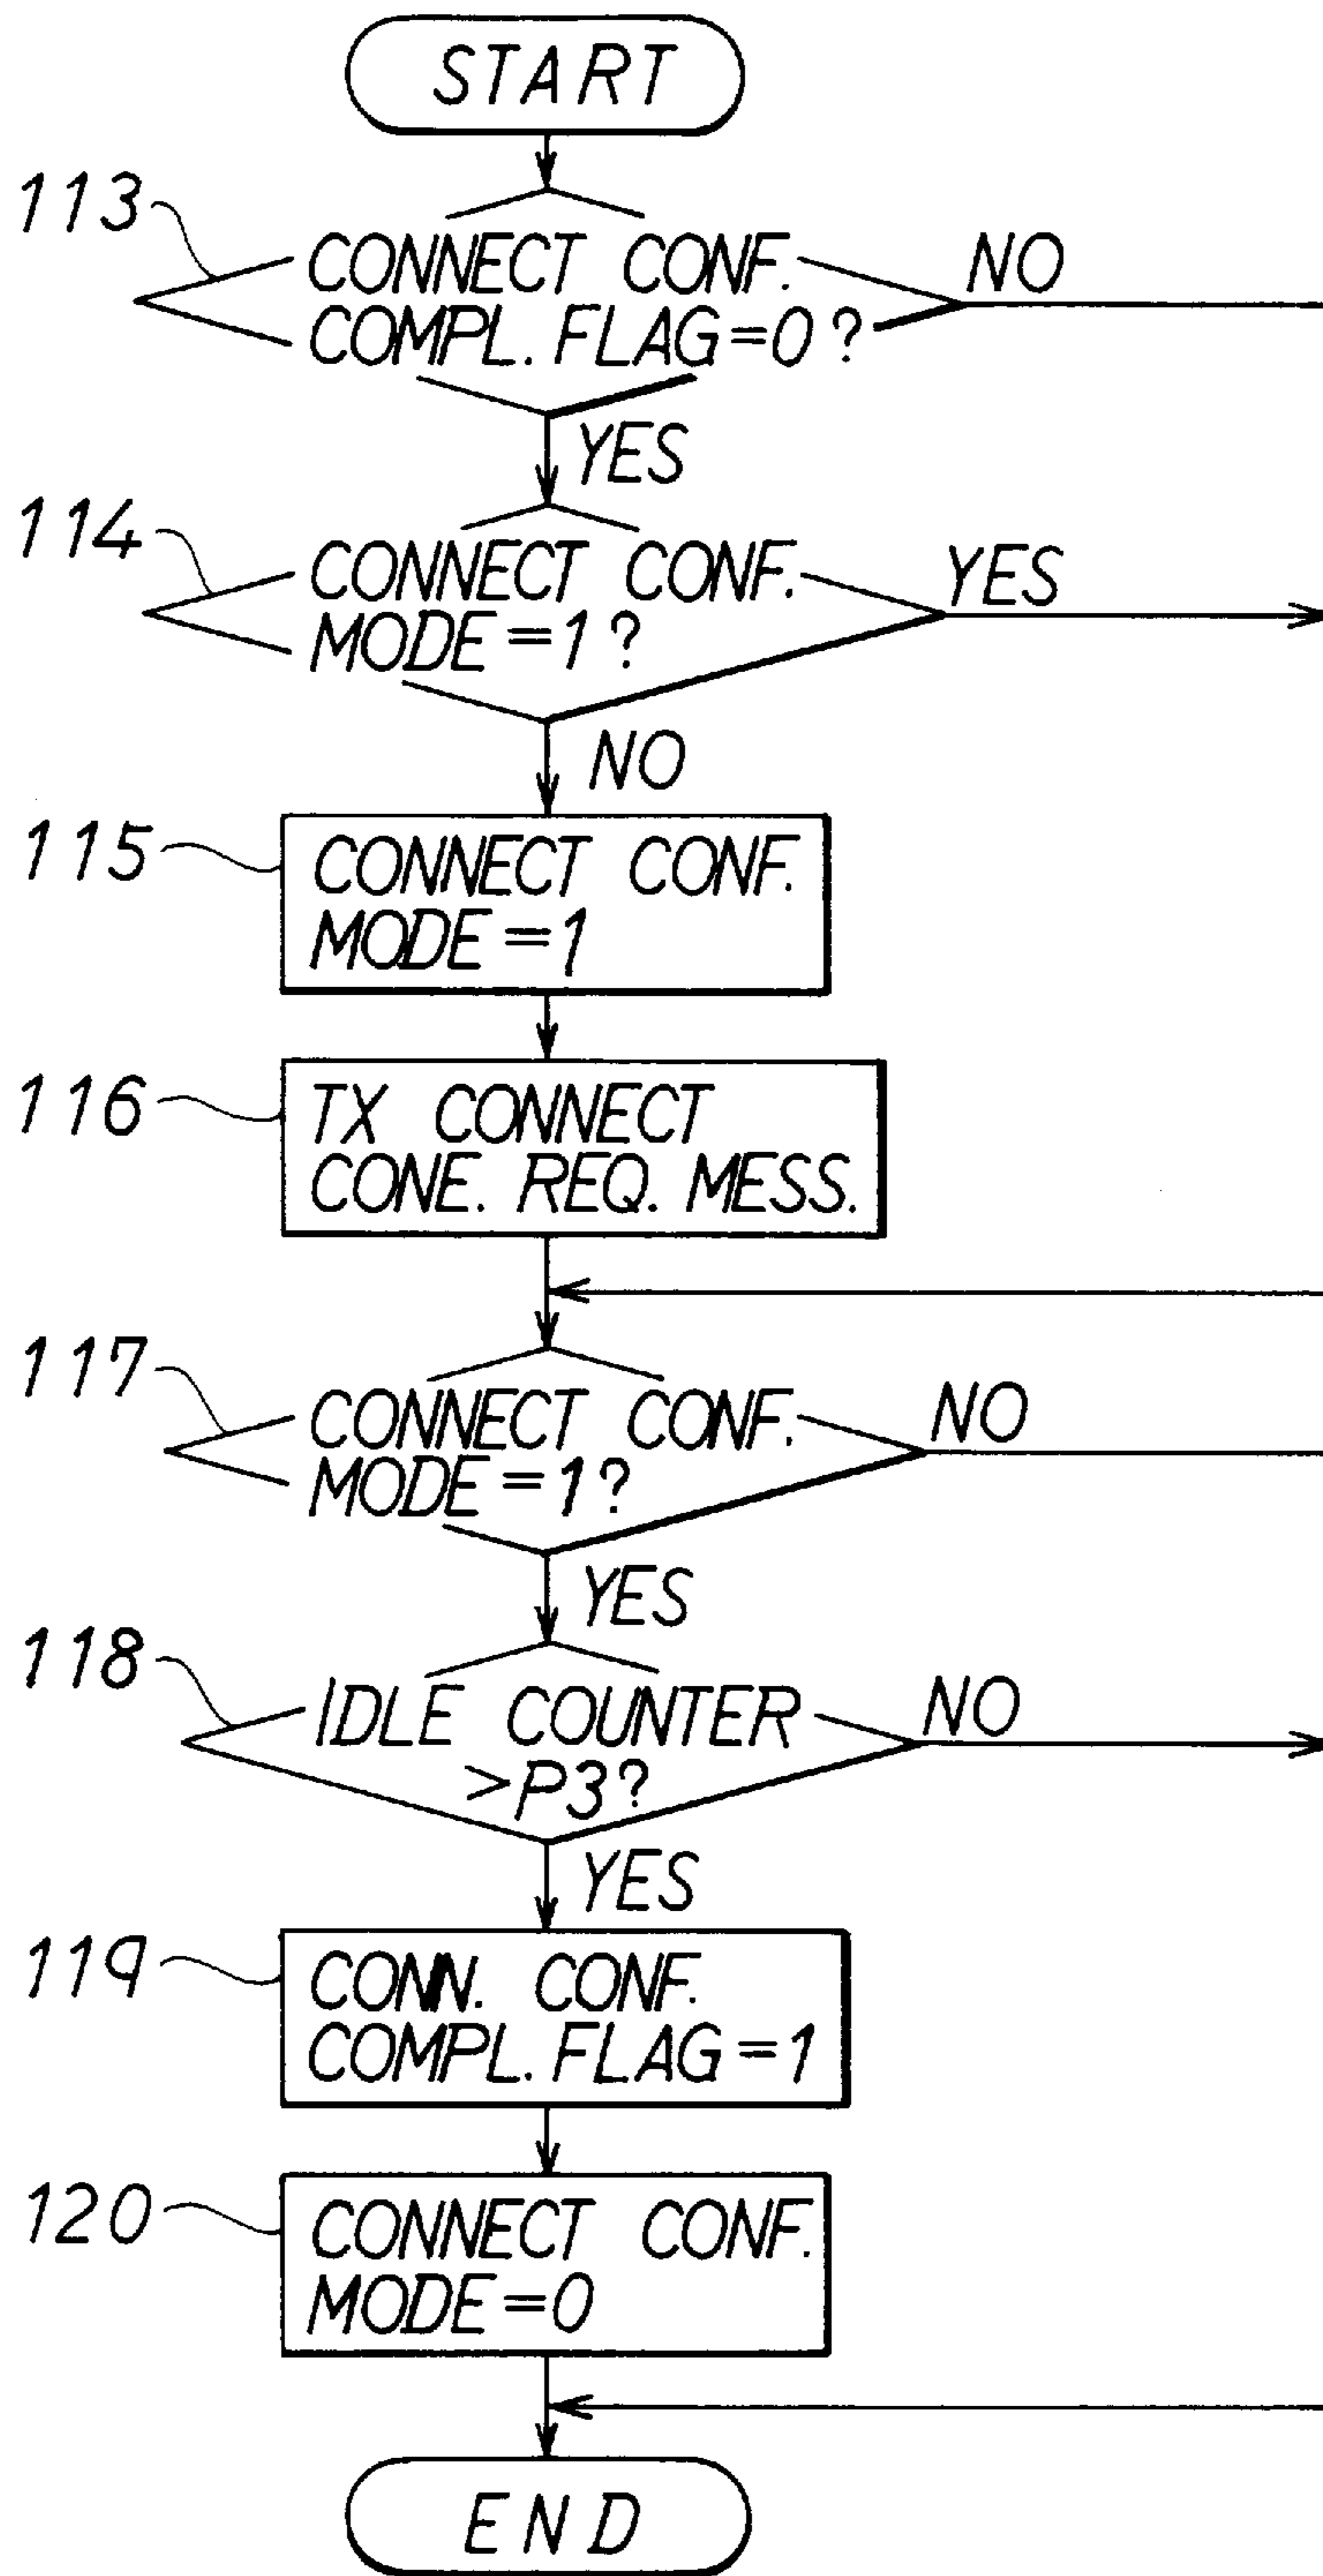 START
113
CONNECT CONF.
COMPL. FLAG=0?
NO
YES
114
CONNECT CONF.
MODE=1?
YES
NO
115
CONNECT CONF.
MODE=1
116
TX CONNECT
CONE. REQ. MESS.
117
CONNECT CONF.
MODE=1?
NO
YES
118
IDLE COUNTER
>P3?
NO
YES
119
CONN. CONF.
COMPL. FLAG=1
120
CONNECT CONF.
MODE=0
END